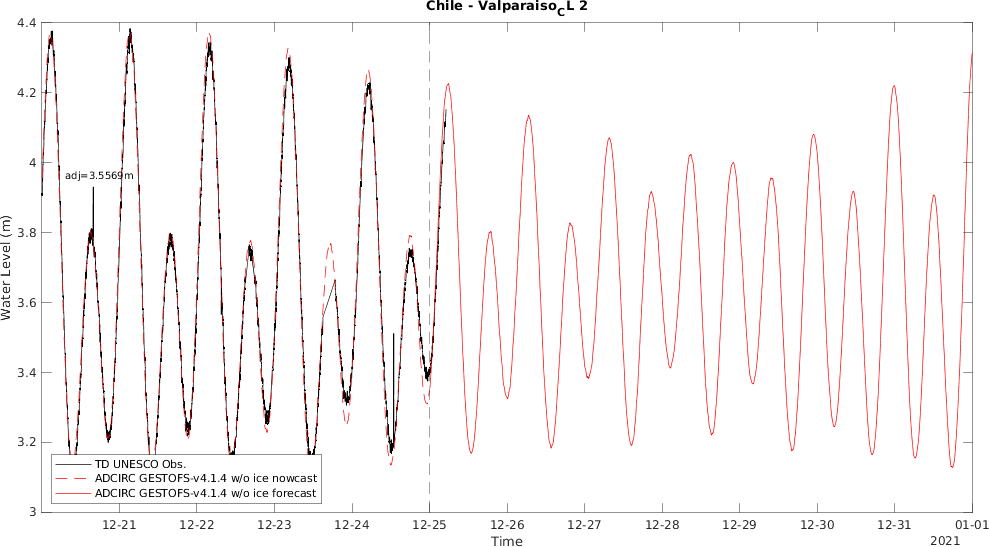 Chile - Valparaiso_CL 2
4.4
4.2
4
3.8
3.6
3.4
3.2
3
Water Level (m)
adj=3.5569m
TD UNESCO Obs.
ADCIRC GESTOFS-v4.1.4 w/o ice nowcast
ADCIRC GESTOFS-v4.1.4 w/o ice forecast
12-21 12-22 12-23 12-24 12-25 12-26 12-27 12-28 12-29 12-30 12-31 01-01
Time
2021